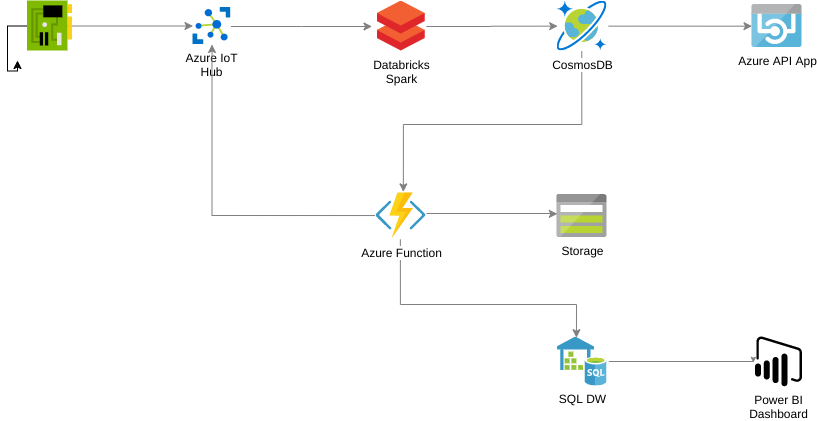 Azure IoT
Hub
Databricks
Spark
CosmosDB
Azure API App
Azure Function
Storage
SQL
SQL DW
Power BI
Dashboard